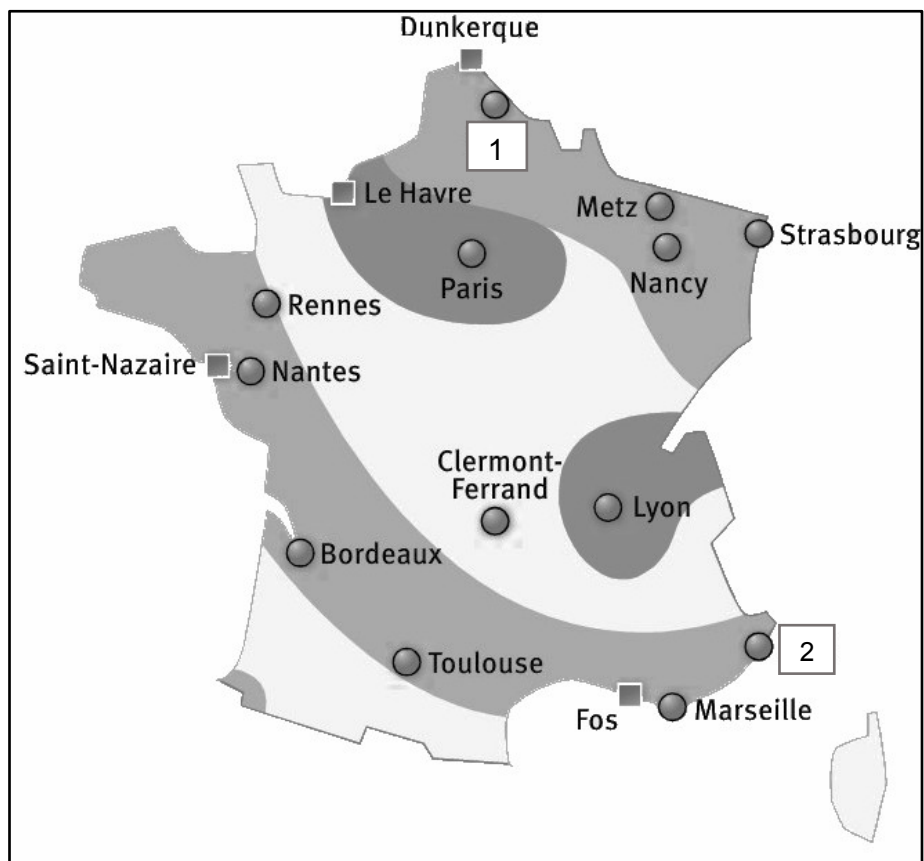 Dunkerque
1
Le Havre
Metz
Strasbourg
Paris
Nancy
Rennes
Saint-Nazaire
Nantes
Clermont-
Ferrand
Lyon
Bordeaux
2
Toulouse
Fos
Marseille